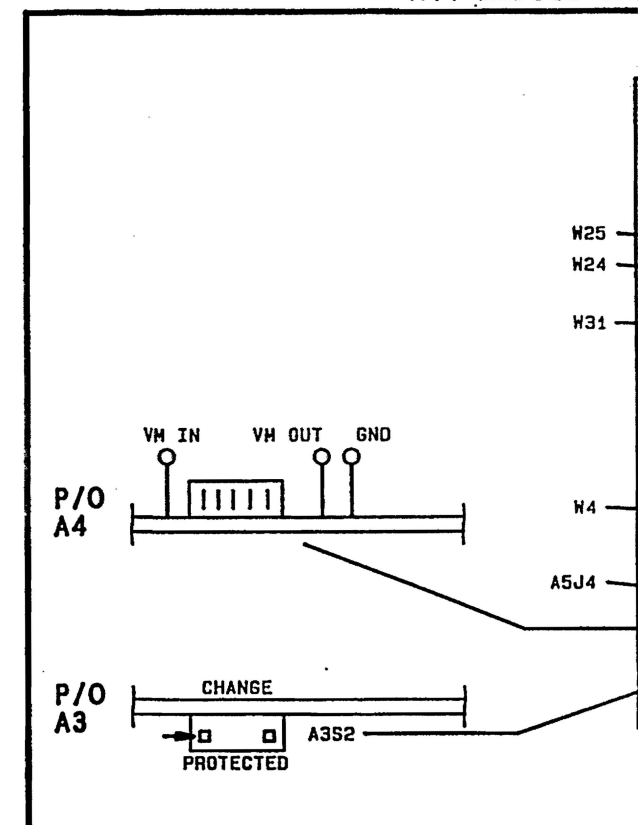 W25
W24
W31
VM IN VM OUT GND
P/O
A4
W4
A5J4
P/O
A3
CHANGE
A3S2
PROTECTED